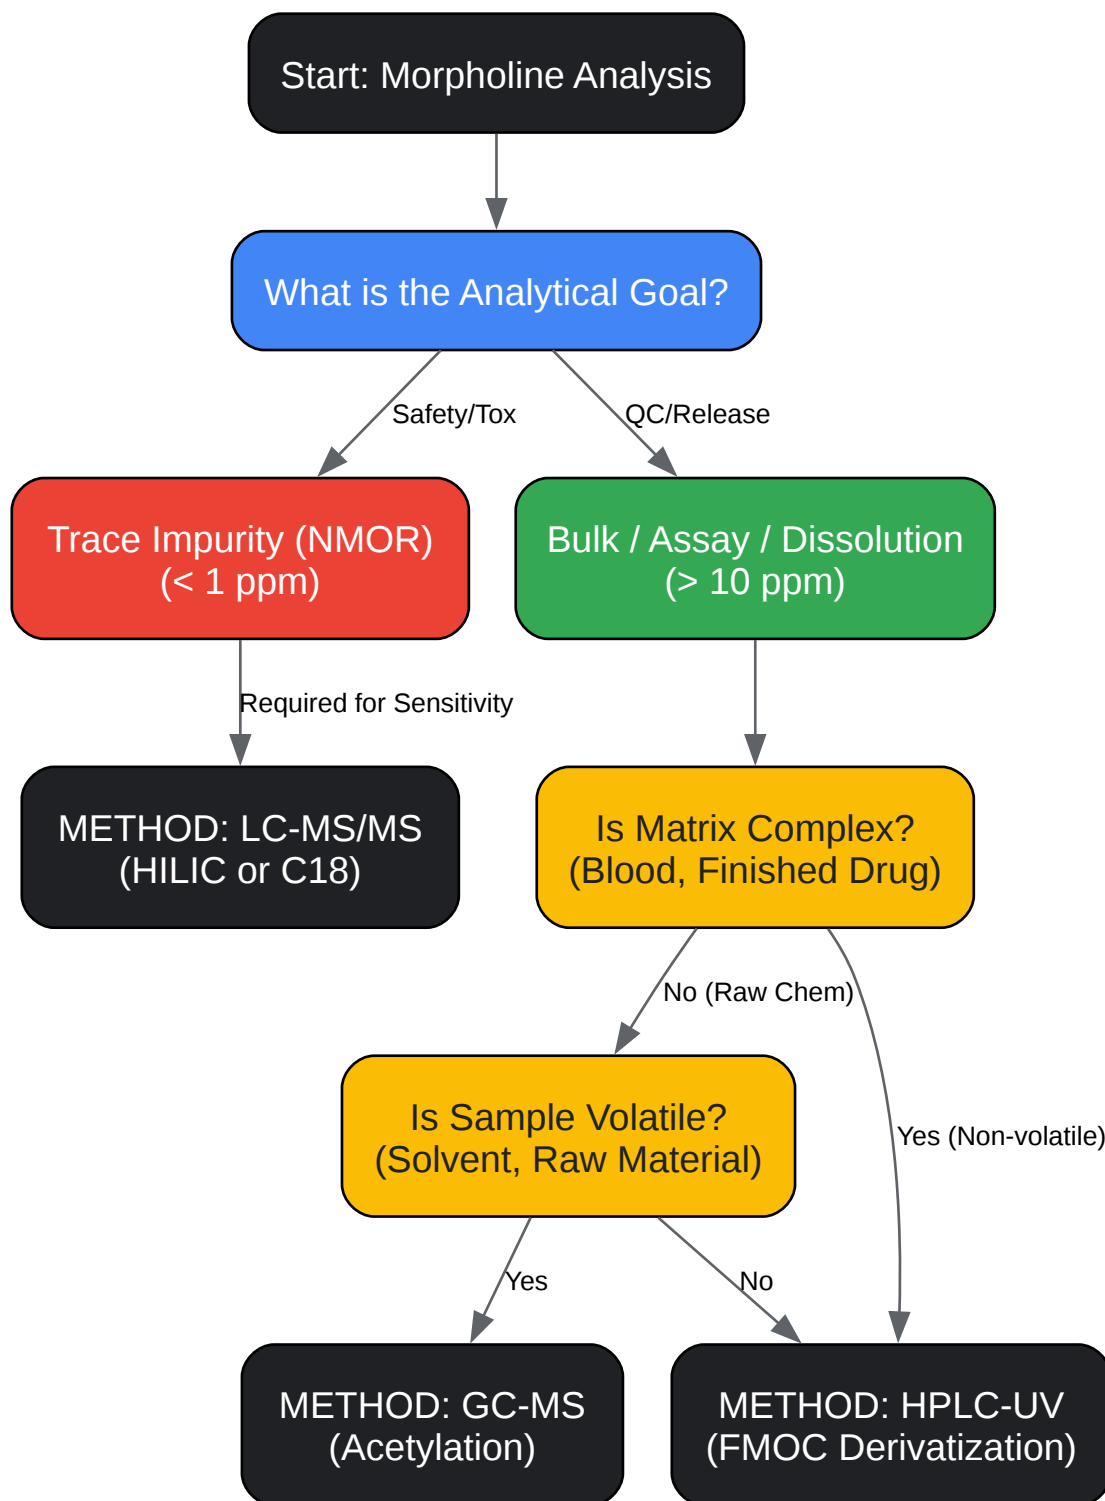 Start: Morpholine Analysis
What is the Analytical Goal?
Safety/Tox
QC/Release
Trace Impurity (NMOR)
(< 1 ppm)
Bulk / Assay / Dissolution
(> 10 ppm)
Required for Sensitivity
METHOD: LC-MS/MS
(HILIC or C18)
Is Matrix Complex?
(Blood, Finished Drug)
No (Raw Chem)
Yes (Non-volatile)
Is Sample Volatile?
(Solvent, Raw Material)
Yes
No
METHOD: GC-MS
(Acetylation)
METHOD: HPLC-UV
(FMOC Derivatization)